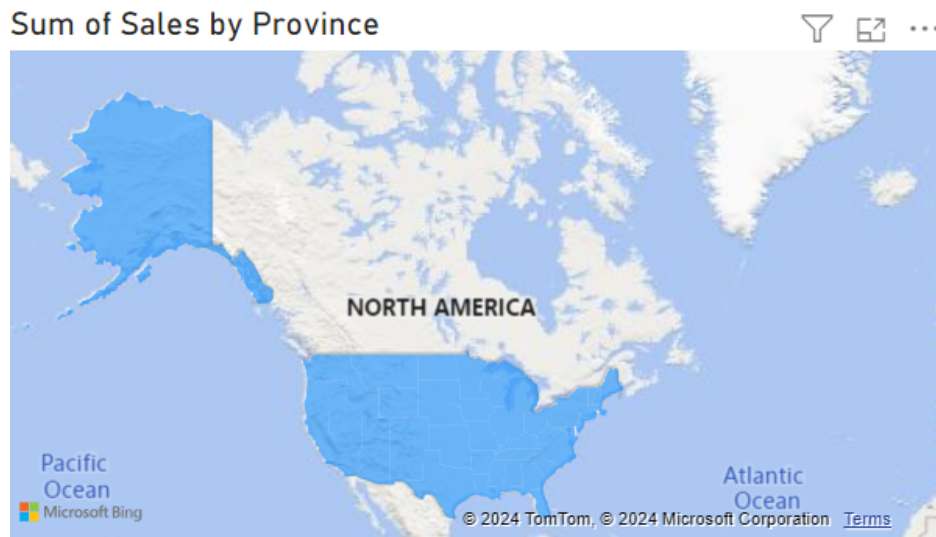 Sum of Sales by Province
NORTH AMERICA
Pacific
Ocean
Atlantic
Ocean
Microsoft Bing
© 2024 TomTom, © 2024 Microsoft Corporation Terms